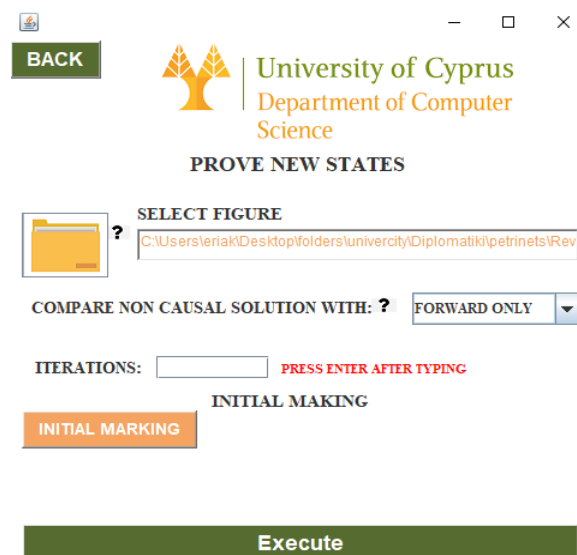 BACK
University of Cyprus
Department of Computer
Science
PROVE NEW STATES
SELECT FIGURE
?
C:\Users\eriak\Desktop\folders\univercity\Diplomatiki\petrinets\Rev
COMPARE NON CAUSAL SOLUTION WITH: ? FORWARD ONLY
ITERATIONS: PRESS ENTER AFTER TYPING
INITIAL MAKING
INITIAL MARKING
Execute